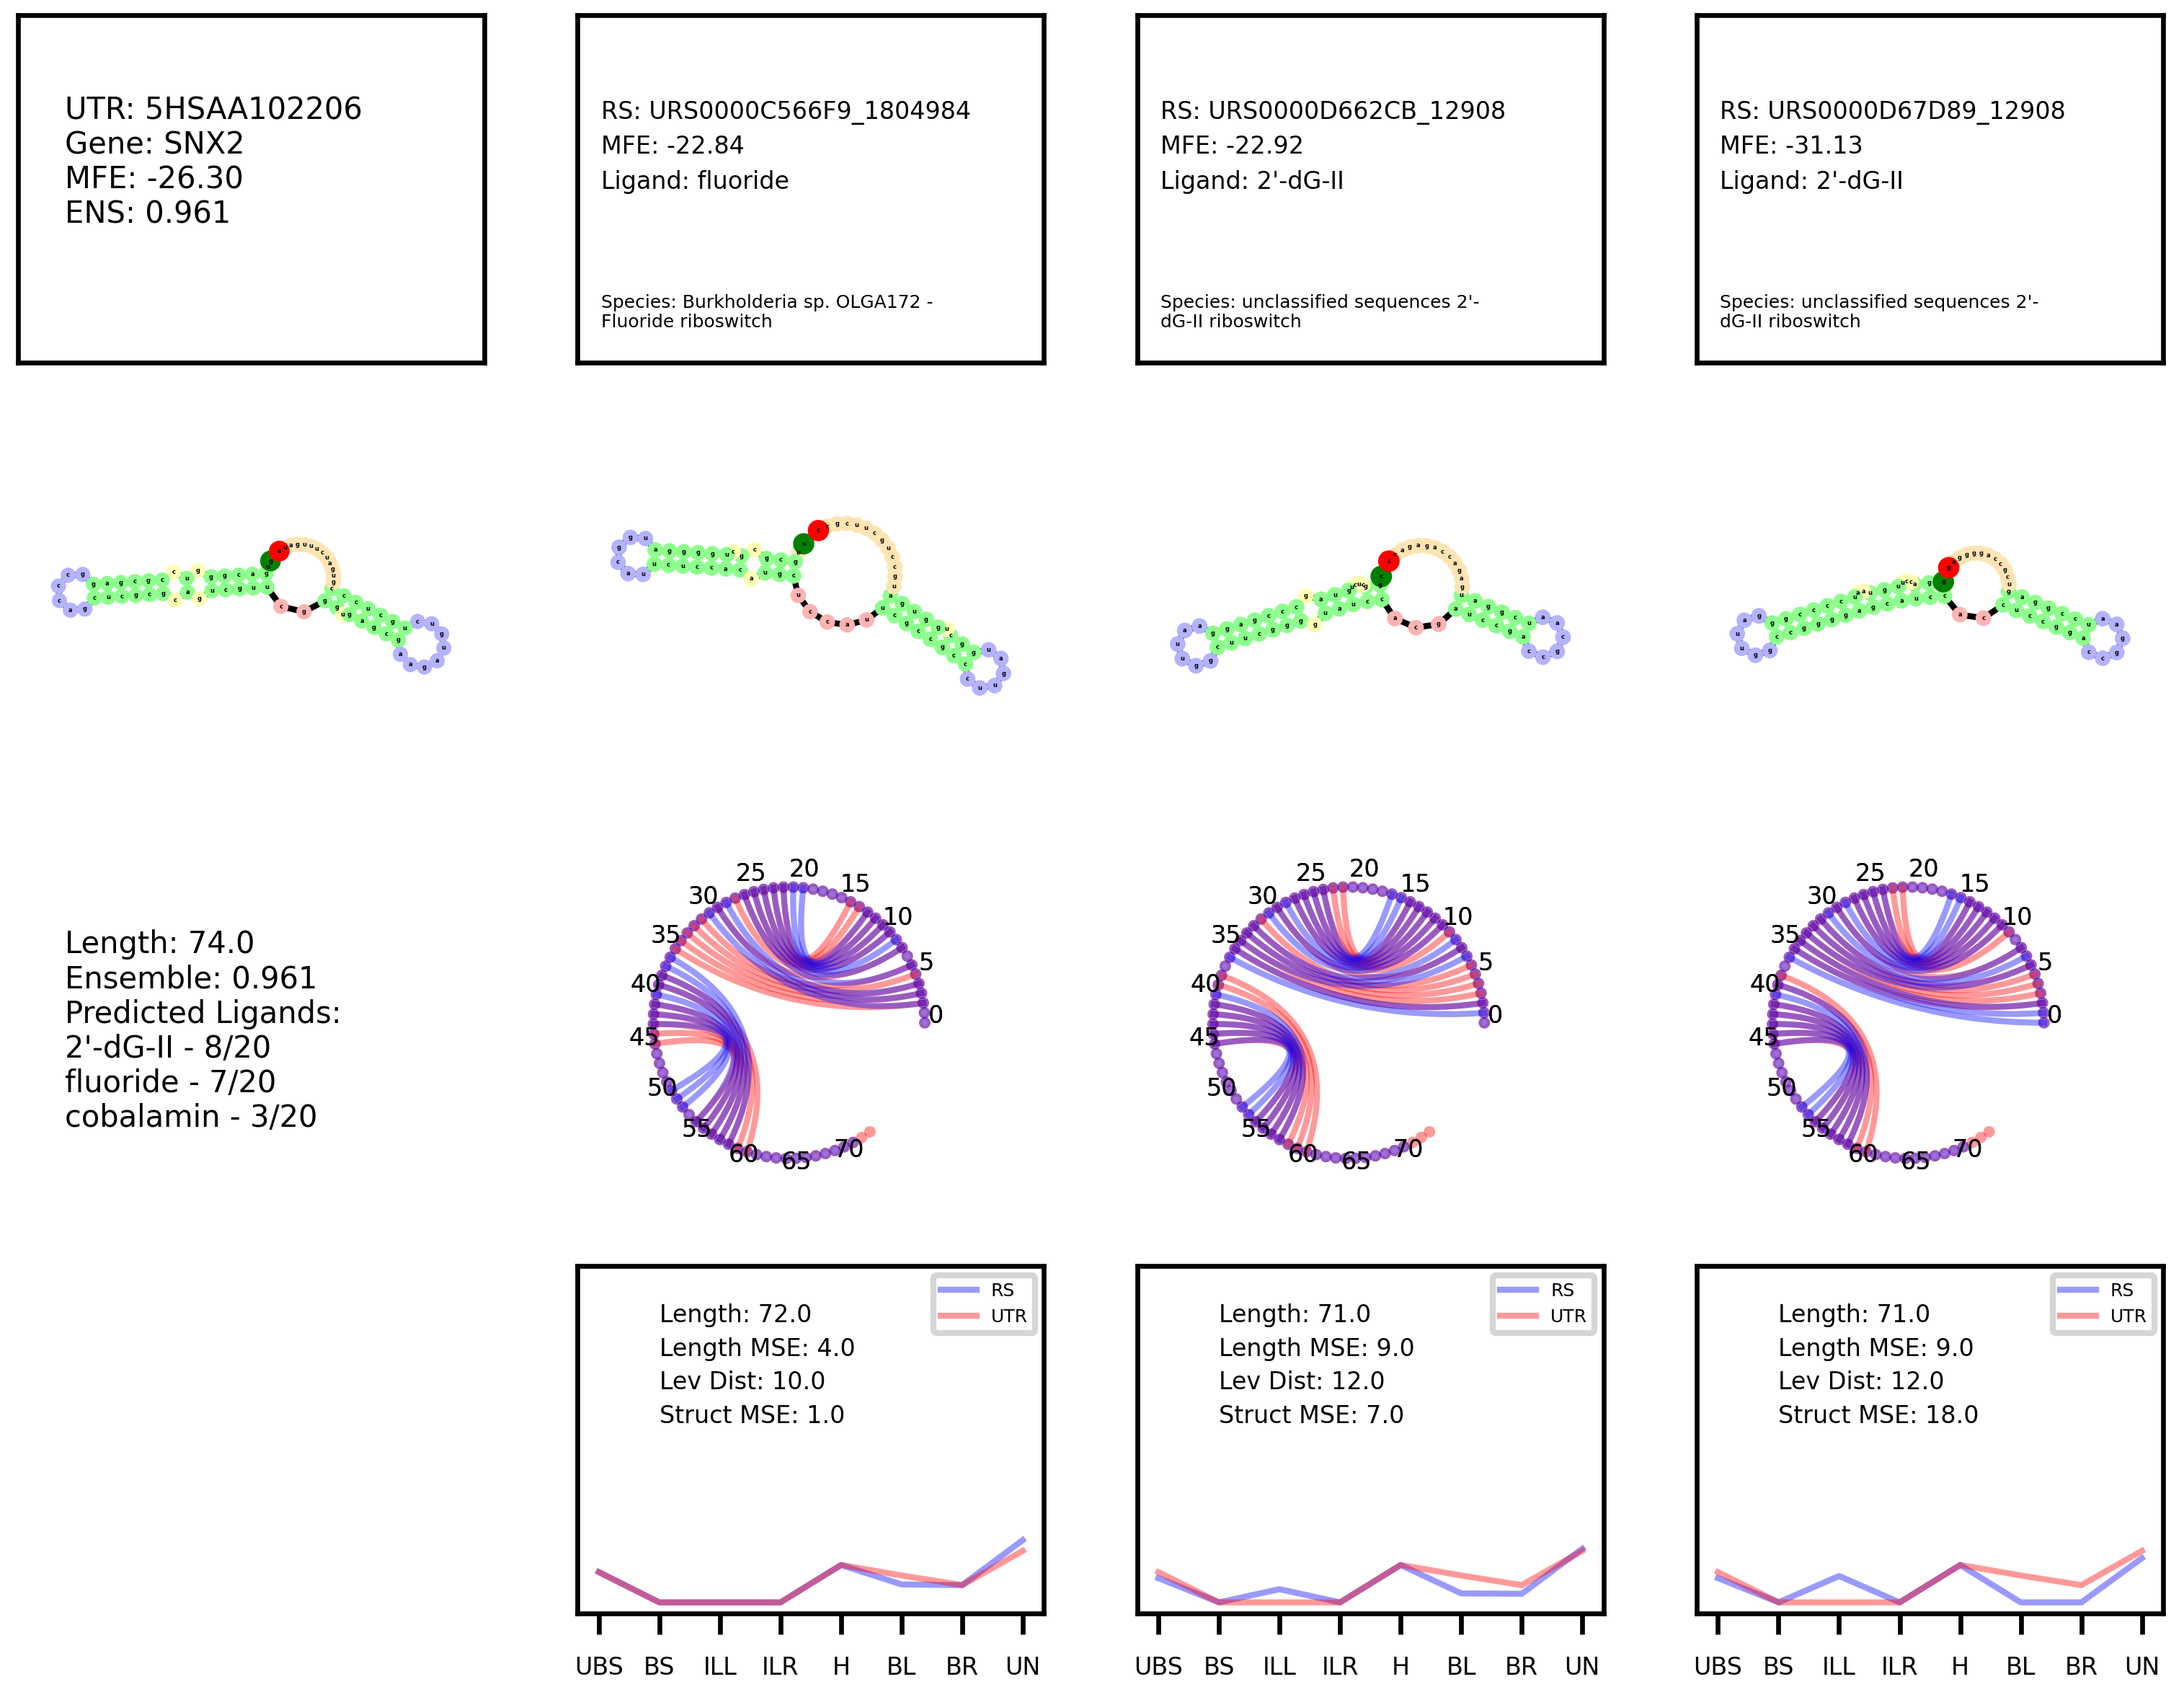 UTR: 5HSAA102206
Gene: SNX2
MFE: -26.30
ENS: 0.961
RS: URS0000C566F9_1804984
MFE: -22.84
Ligand: fluoride
Species: Burkholderia sp. OLGA172 -
Fluoride riboswitch
RS: URS0000D662CB_12908
MFE: -22.92
Ligand: 2'-dG-II
Species: unclassified sequences 2'-
dG-II riboswitch
RS: URS0000D67D89_12908
MFE: -31.13
Ligand: 2'-dG-II
Species: unclassified sequences 2'-
dG-II riboswitch
Length: 74.0
Ensemble: 0.961
Predicted Ligands:
2'-dG-II - 8/20
fluoride - 7/20
cobalamin - 3/20
0 5 10 15 20 25 30 35 40 45 50 55 60 65 70
0 5 10 15 20 25 30 35 40 45 50 55 60 65 70
0 5 10 15 20 25 30 35 40 45 50 55 60 65 70
RS
UTR
Length: 72.0
Length MSE: 4.0
Lev Dist: 10.0
Struct MSE: 1.0
UBS BS ILL ILR H BL BR UN
RS
UTR
Length: 71.0
Length MSE: 9.0
Lev Dist: 12.0
Struct MSE: 7.0
UBS BS ILL ILR H BL BR UN
RS
UTR
Length: 71.0
Length MSE: 9.0
Lev Dist: 12.0
Struct MSE: 18.0
UBS BS ILL ILR H BL BR UN